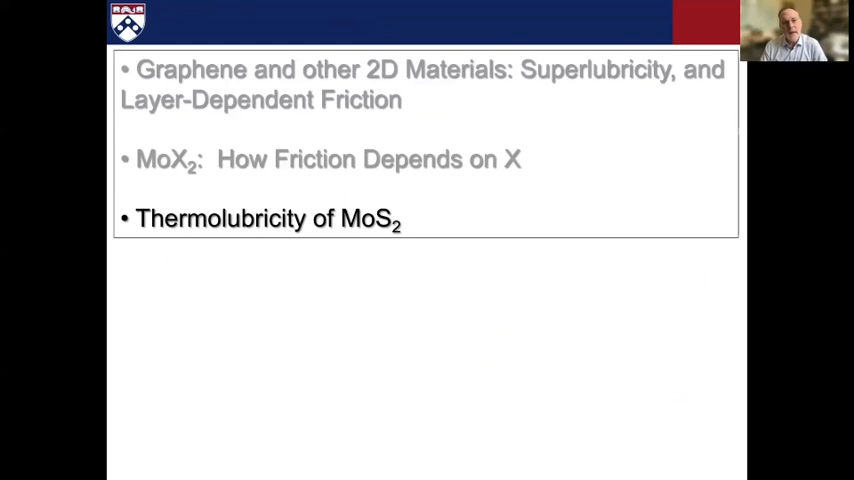 • Graphene and other 2D Materials: Superlubricity, and
Layer-Dependent Friction
• MoX₂: How Friction Depends on X
• Thermolubricity of MoS₂